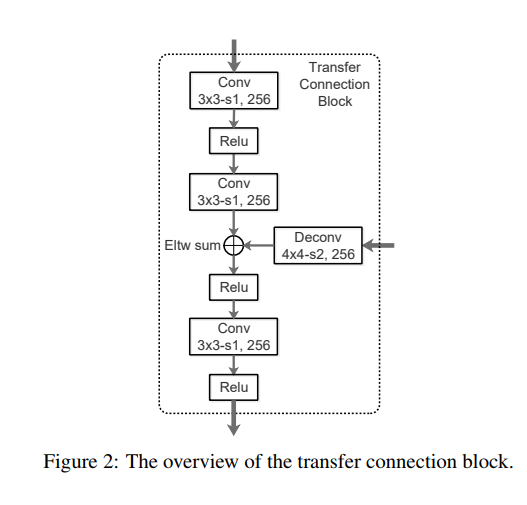 Transfer
Connection
Block
Conv
3x3-s1, 256
Relu
Conv
3x3-s1, 256
Eltw sum
Deconv
4x4-s2, 256
Relu
Conv
3x3-s1, 256
Relu
Figure 2: The overview of the transfer connection block.